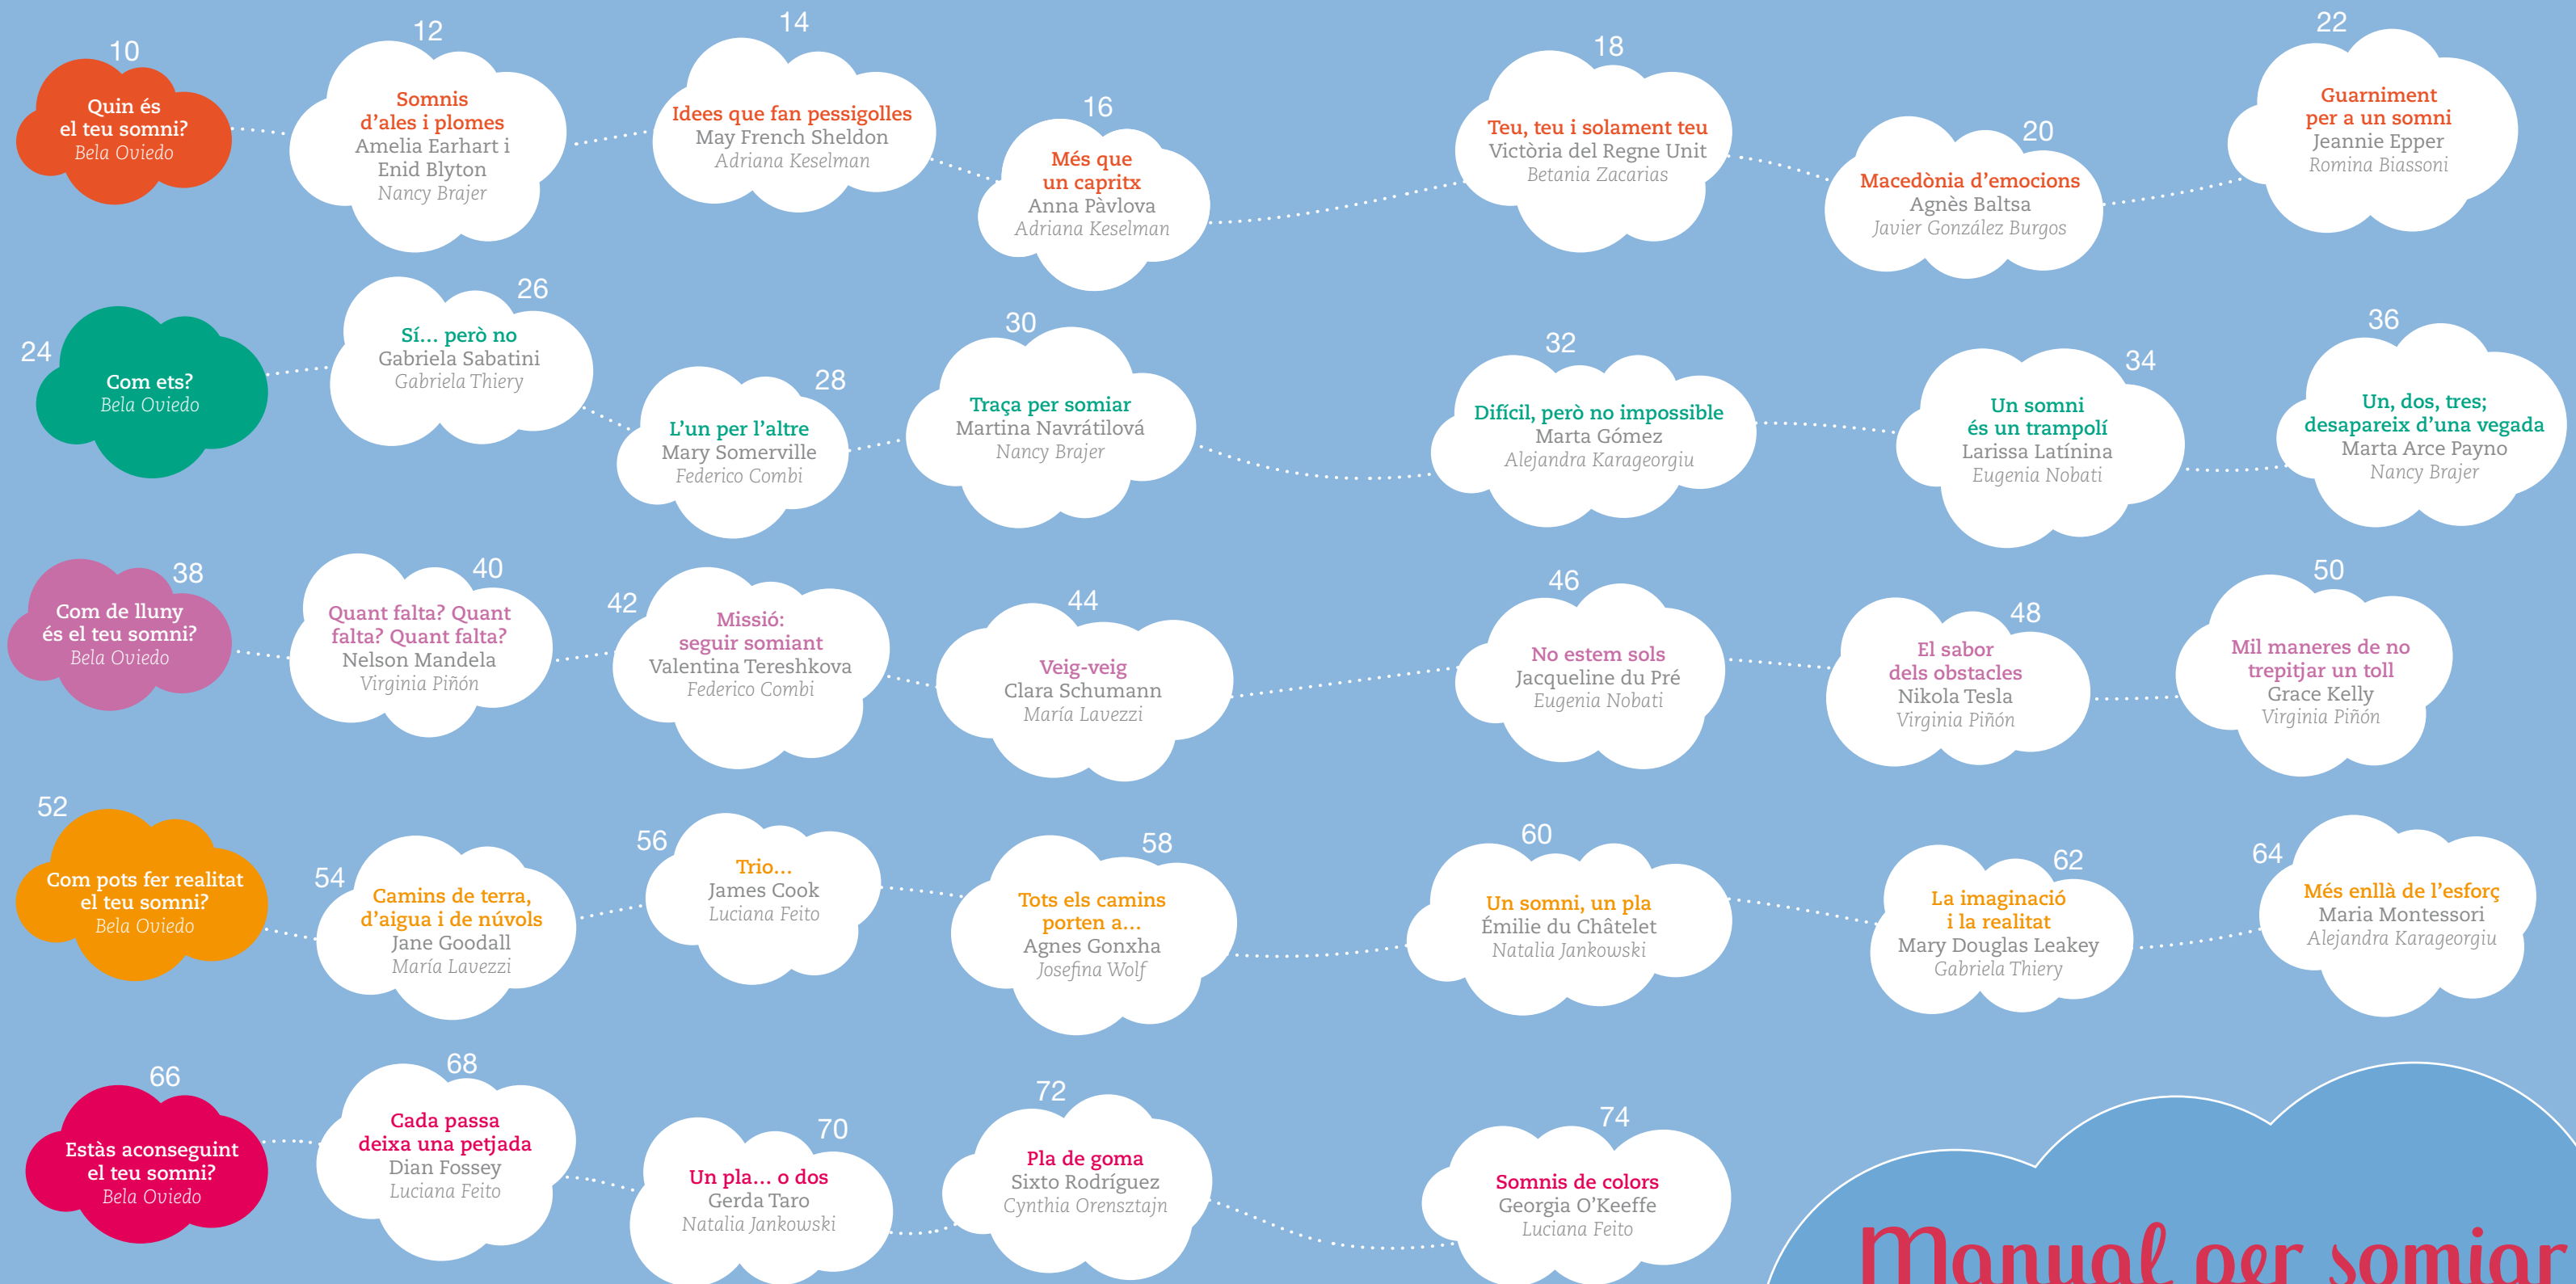 10
Quin és
el teu somni?
Bela Oviedo
12
Somnis
d’ales i plomes
Amelia Earhart i
Enid Blyton
Nancy Brajer
14
Idees que fan pessigolles
May French Sheldon
Adriana Keselman
16
Més que
un capritx
Anna Pàvlova
Adriana Keselman
18
Teu, teu i solament teu
Victòria del Regne Unit
Betania Zacarias
20
Macedònia d’emocions
Agnès Baltsa
Javier González Burgos
22
Guarniment
per a un somni
Jeannie Epper
Romina Biassoni
24
Com ets?
Bela Oviedo
26
Sí... però no
Gabriela Sabatini
Gabriela Thiery
28
L’un per l’altre
Mary Somerville
Federico Combi
30
Traça per somiar
Martina Navrátilová
Nancy Brajer
32
Difícil, però no impossible
Marta Gómez
Alejandra Karageorgiu
34
Un somni
és un trampolí
Larissa Latínina
Eugenia Nobati
36
Un, dos, tres;
desapareix d’una vegada
Marta Arce Payno
Nancy Brajer
38
Com de lluny
és el teu somni?
Bela Oviedo
40
Quant falta? Quant
falta? Quant falta?
Nelson Mandela
Virginia Piñón
42
Missió:
seguir somiant
Valentina Tereshkova
Federico Combi
44
Veig-veig
Clara Schumann
María Lavezzi
46
No estem sols
Jacqueline du Pré
Eugenia Nobati
48
El sabor
dels obstacles
Nikola Tesla
Virginia Piñón
50
Mil maneres de no
trepitjar un toll
Grace Kelly
Virginia Piñón
52
Com pots fer realitat
el teu somni?
Bela Oviedo
54
Camins de terra,
d’aigua i de núvols
Jane Goodall
María Lavezzi
56
Trio...
James Cook
Luciana Feito
58
Tots els camins
porten a...
Agnes Gonxha
Josefina Wolf
60
Un somni, un pla
Émilie du Châtelet
Natalia Jankowski
62
La imaginació
i la realitat
Mary Douglas Leakey
Gabriela Thiery
64
Més enllà de l’esforç
Maria Montessori
Alejandra Karageorgiu
66
Estàs aconseguint
el teu somni?
Bela Oviedo
68
Cada passa
deixa una petjada
Dian Fossey
Luciana Feito
70
Un pla... o dos
Gerda Taro
Natalia Jankowski
72
Pla de goma
Sixto Rodríguez
Cynthia Orensztajn
74
Somnis de colors
Georgia O’Keeffe
Luciana Feito
Manual per somiar